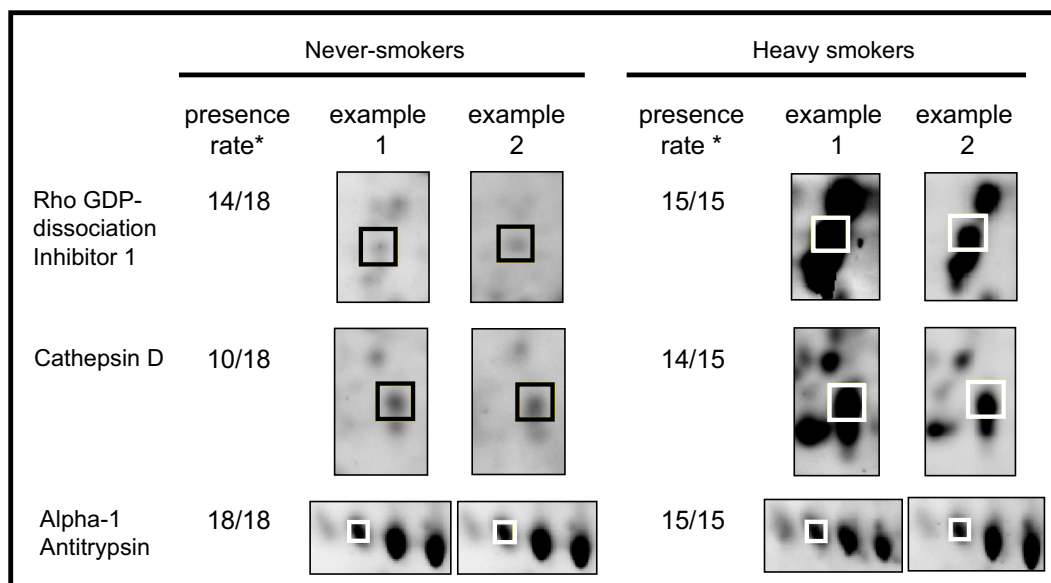 Never-smokers Heavy smokers
presence example example presence example example
rate* 1 2 rate * 1 2
Rho GDP-
dissociation
Inhibitor 1
14/18 15/15
Cathepsin D 10/18 14/15
Alpha-1
Antitrypsin
18/18 15/15